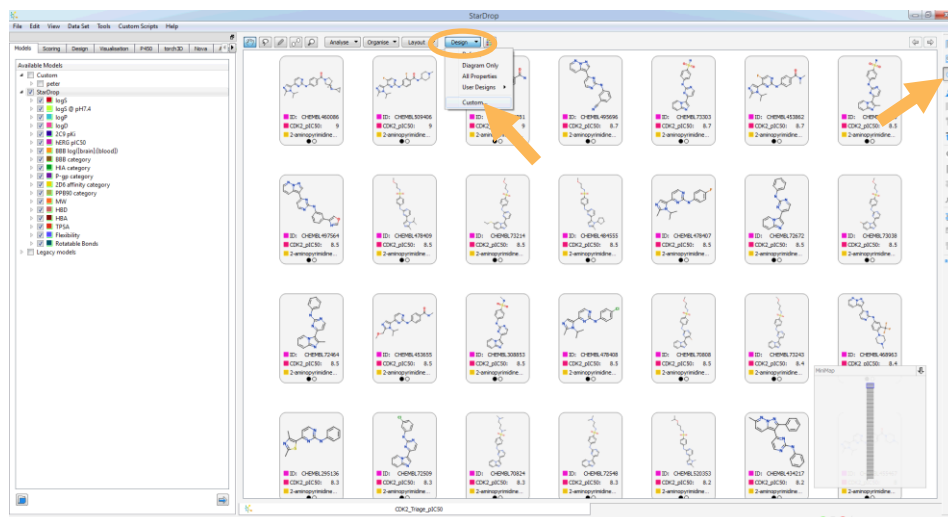 StarDrop
File Edit View Data Set Tools Custom Scripts Help
Models Scoring Design Visualisation P450 torch3D Nova
Analyse Organise Layout Design
Available Models
Custom
peter
StarDrop
logS
logS @ pH7.4
logP
logD
2C9 pKi
hERG pIC50
BBB log([brain]:[blood])
BBB category
HIA category
P-gp category
2D6 affinity category
PPB90 category
MW
HBD
HBA
TPSA
Flexibility
Rotatable Bonds
Legacy models
Diagram Only
All Properties
User Designs
Custom...
ID: CHEMBL460086
CDK2_pIC50: 9
2-aminopyrimidine...
ID: CHEMBL509406
CDK2_pIC50: 9
2-aminopyrimidine...
9
2-aminopyrimidine...
ID: CHEMBL495696
CDK2_pIC50: 8.7
2-aminopyrimidine...
ID: CHEMBL73303
CDK2_pIC50: 8.7
2-aminopyrimidine...
ID: CHEMBL453862
CDK2_pIC50: 8.7
2-aminopyrimidine...
ID: CHEMBL
CDK2_pIC50: 8.5
2-aminopyrimidine...
ID: CHEMBL497564
CDK2_pIC50: 8.5
2-aminopyrimidine...
ID: CHEMBL478409
CDK2_pIC50: 8.5
2-aminopyrimidine...
ID: CHEMBL73214
CDK2_pIC50: 8.5
2-aminopyrimidine...
ID: CHEMBL484555
CDK2_pIC50: 8.5
2-aminopyrimidine...
ID: CHEMBL478407
CDK2_pIC50: 8.5
2-aminopyrimidine...
ID: CHEMBL72672
CDK2_pIC50: 8.5
2-aminopyrimidine...
ID: CHEMBL73038
CDK2_pIC50: 8.5
2-aminopyrimidine...
ID: CHEMBL72464
CDK2_pIC50: 8.5
2-aminopyrimidine...
ID: CHEMBL453655
CDK2_pIC50: 8.5
2-aminopyrimidine...
ID: CHEMBL308853
CDK2_pIC50: 8.5
2-aminopyrimidine...
ID: CHEMBL478408
CDK2_pIC50: 8.5
2-aminopyrimidine...
ID: CHEMBL70808
CDK2_pIC50: 8.5
2-aminopyrimidine...
ID: CHEMBL73243
CDK2_pIC50: 8.4
2-aminopyrimidine...
ID: CHEMBL468963
CDK2_pIC50: 8.4
MiniMap
ID: CHEMBL295136
CDK2_pIC50: 8.3
2-aminopyrimidine...
ID: CHEMBL72509
CDK2_pIC50: 8.3
2-aminopyrimidine...
ID: CHEMBL70824
CDK2_pIC50: 8.3
2-aminopyrimidine...
ID: CHEMBL72548
CDK2_pIC50: 8.3
2-aminopyrimidine...
ID: CHEMBL520353
CDK2_pIC50: 8.2
2-aminopyrimidine...
ID: CHEMBL434217
CDK2_pIC50: 8.2
2-aminopyrimidine...
CDK2_Triage_pIC50